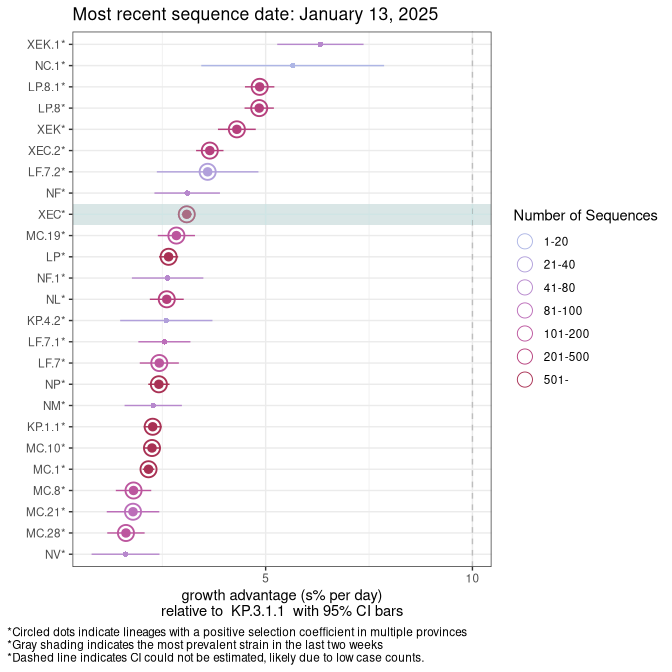 Most recent sequence date: January 13, 2025
XEK.1*
NC.1*
LP.8.1*
LP.8*
XEK*
XEC.2*
LF.7.2*
NF*
XEC*
MC.19*
LP*
NF.1*
NL*
KP.4.2*
LF.7.1*
LF.7*
NP*
NM*
KP.1.1*
MC.10*
MC.1*
MC.8*
MC.21*
MC.28*
NV*
5 10
growth advantage (s% per day)
relative to KP.3.1.1 with 95% CI bars
Number of Sequences
1-20
21-40
41-80
81-100
101-200
201-500
501-
*Circled dots indicate lineages with a positive selection coefficient in multiple provinces
*Gray shading indicates the most prevalent strain in the last two weeks
*Dashed line indicates CI could not be estimated, likely due to low case counts.